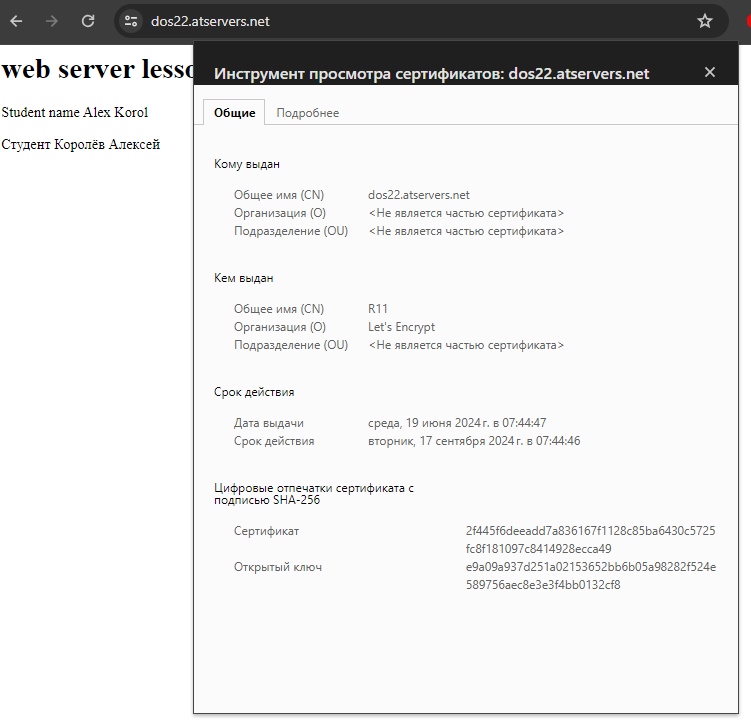 dos22.atservers.net
web server lesso
Student name Alex Korol
Студент Королёв Алексей
Инструмент просмотра сертификатов: dos22.atservers.net
Общие Подробнее
Кому выдан
Общее имя (CN) dos22.atservers.net
Организация (O) <Не является частью сертификата>
Подразделение (OU) <Не является частью сертификата>
Кем выдан
Общее имя (CN) R11
Организация (O) Let's Encrypt
Подразделение (OU) <Не является частью сертификата>
Срок действия
Дата выдачи среда, 19 июня 2024 г. в 07:44:47
Срок действия вторник, 17 сентября 2024 г. в 07:44:46
Цифровые отпечатки сертификата с
подписью SHA-256
Сертификат 2f445f6deeadd7a836167f1128c85ba6430c5725
fc8f181097c8414928ecca49
Открытый ключ e9a09a937d251a02153652bb6b05a98282f524e
589756aec8e3e3f4bb0132cf8